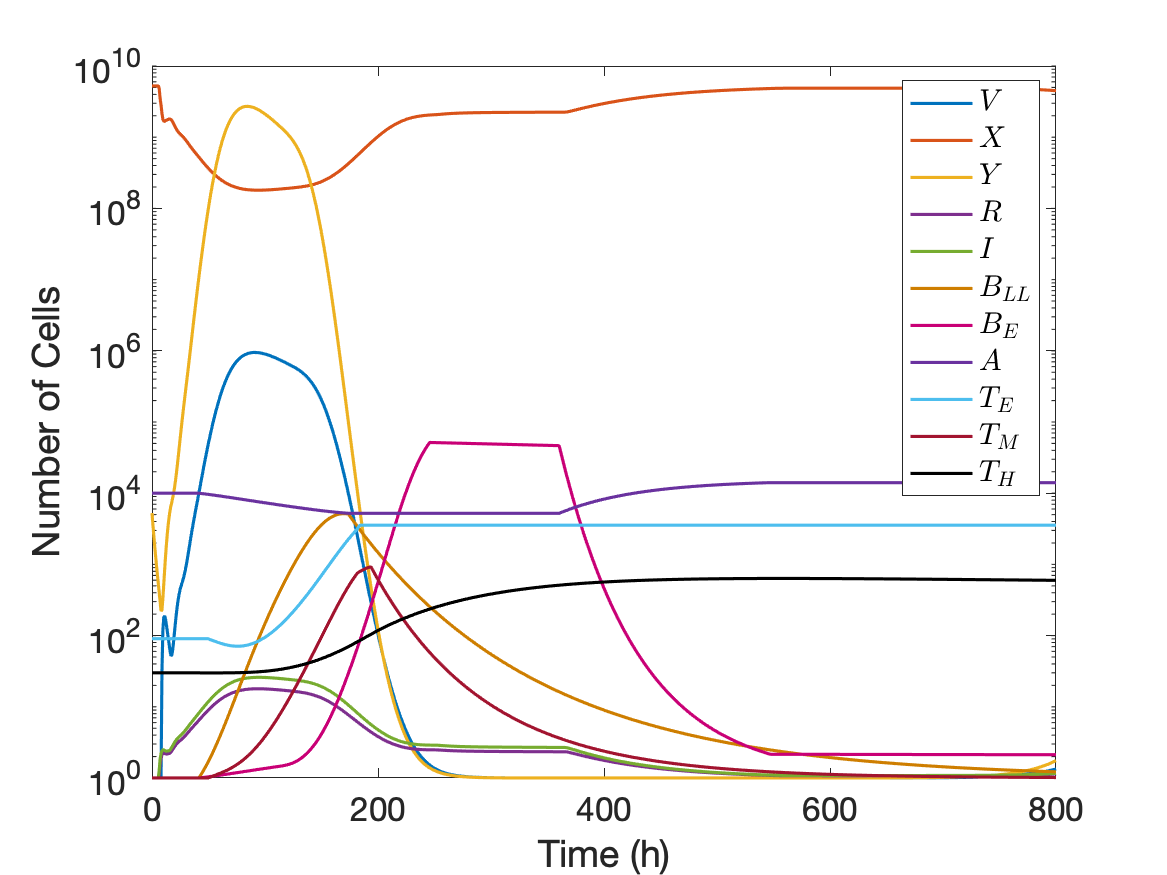 Number of Cells
10^10
10^8
10^6
10^4
10^2
10^0
0 200 400 600 800
Time (h)
V
X
Y
R
I
B_LL
B_E
A
T_E
T_M
T_H